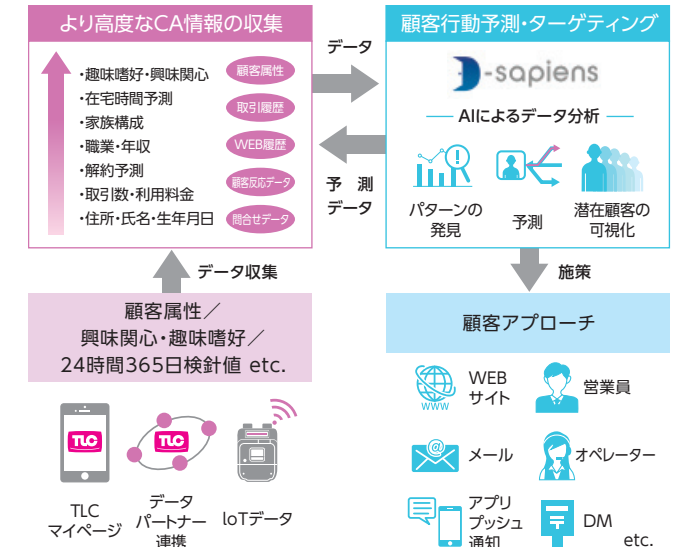 より高度なCA情報の収集
・趣味嗜好・興味関心
・在宅時間予測
・家族構成
・職業・年収
・解約予測
・取引数・利用料金
・住所・氏名・生年月日
顧客属性
取引履歴
WEB履歴
顧客反応データ
問合せデータ
データ
予 測
データ
顧客行動予測・ターゲティング
D-sapiens
AIによるデータ分析
パターンの
発見
予測
潜在顧客の
可視化
データ収集
施策
顧客属性／
興味関心・趣味嗜好／
24時間365日検針値 etc.
TLC
TLC
マイページ
TLC
データ
パートナー
連携
IoTデータ
顧客アプローチ
WWW
WEB
サイト
営業員
@
メール
オペレーター
アプリ
プッシュ
通知
〒
DM
etc.